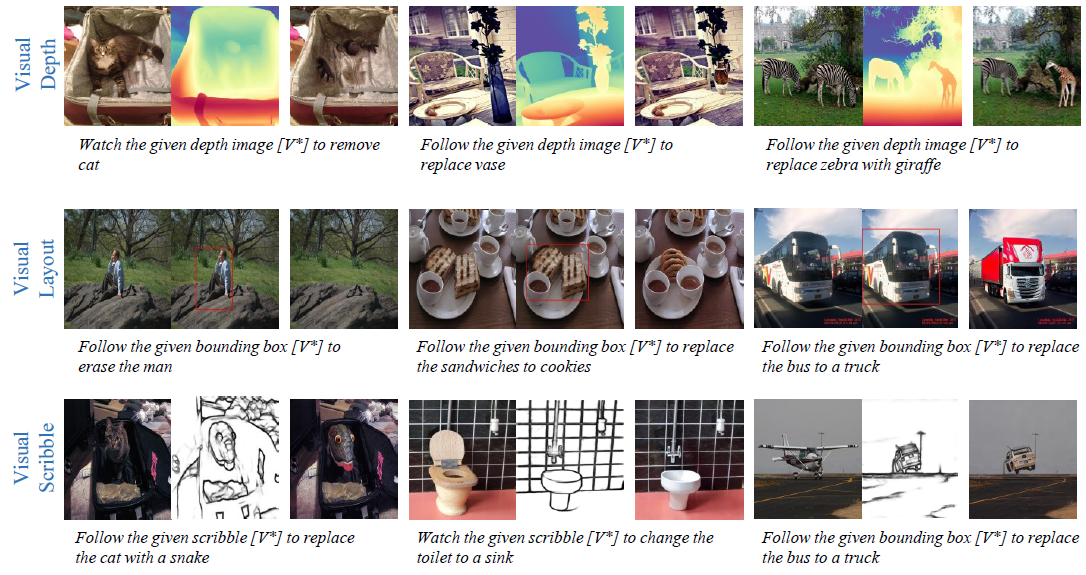 Visual
Depth
Watch the given depth image [V*] to remove
cat
Follow the given depth image [V*] to
replace vase
Follow the given depth image [V*] to
replace zebra with giraffe
Visual
Layout
Follow the given bounding box [V*] to
erase the man
Follow the given bounding box [V*] to replace
the sandwiches to cookies
Follow the given bounding box [V*] to replace
the bus to a truck
Visual
Scribble
Follow the given scribble [V*] to replace
the cat with a snake
Watch the given scribble [V*] to change the
toilet to a sink
Follow the given bounding box [V*] to replace
the bus to a truck